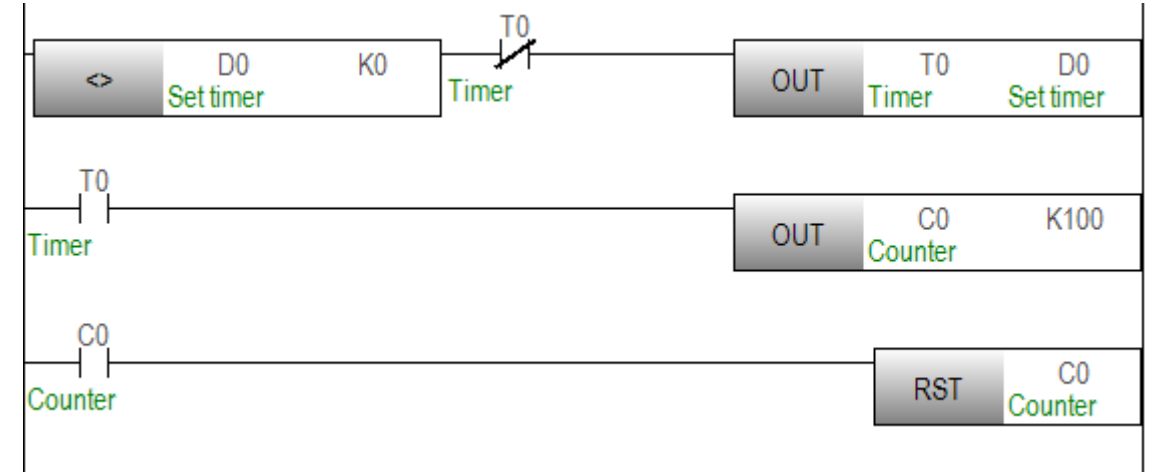 T0
<> D0 K0 OUT T0 D0
Set timer Timer Timer Set timer
T0
OUT C0 K100
Timer Counter
C0
RST C0
Counter Counter